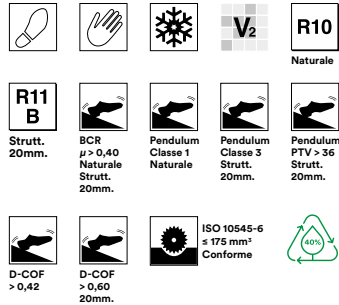 V2
R10
Naturale
R11
B
Strutt.
20mm.
BCR
μ > 0,40
Naturale
Strutt.
20mm.
Pendulum
Classe 1
Naturale
Pendulum
Classe 3
Strutt.
20mm.
Pendulum
PTV > 36
Strutt.
20mm.
D-COF
> 0,42
D-COF
> 0,60
20mm.
ISO 10545-6
≤ 175 mm³
Conforme
40%